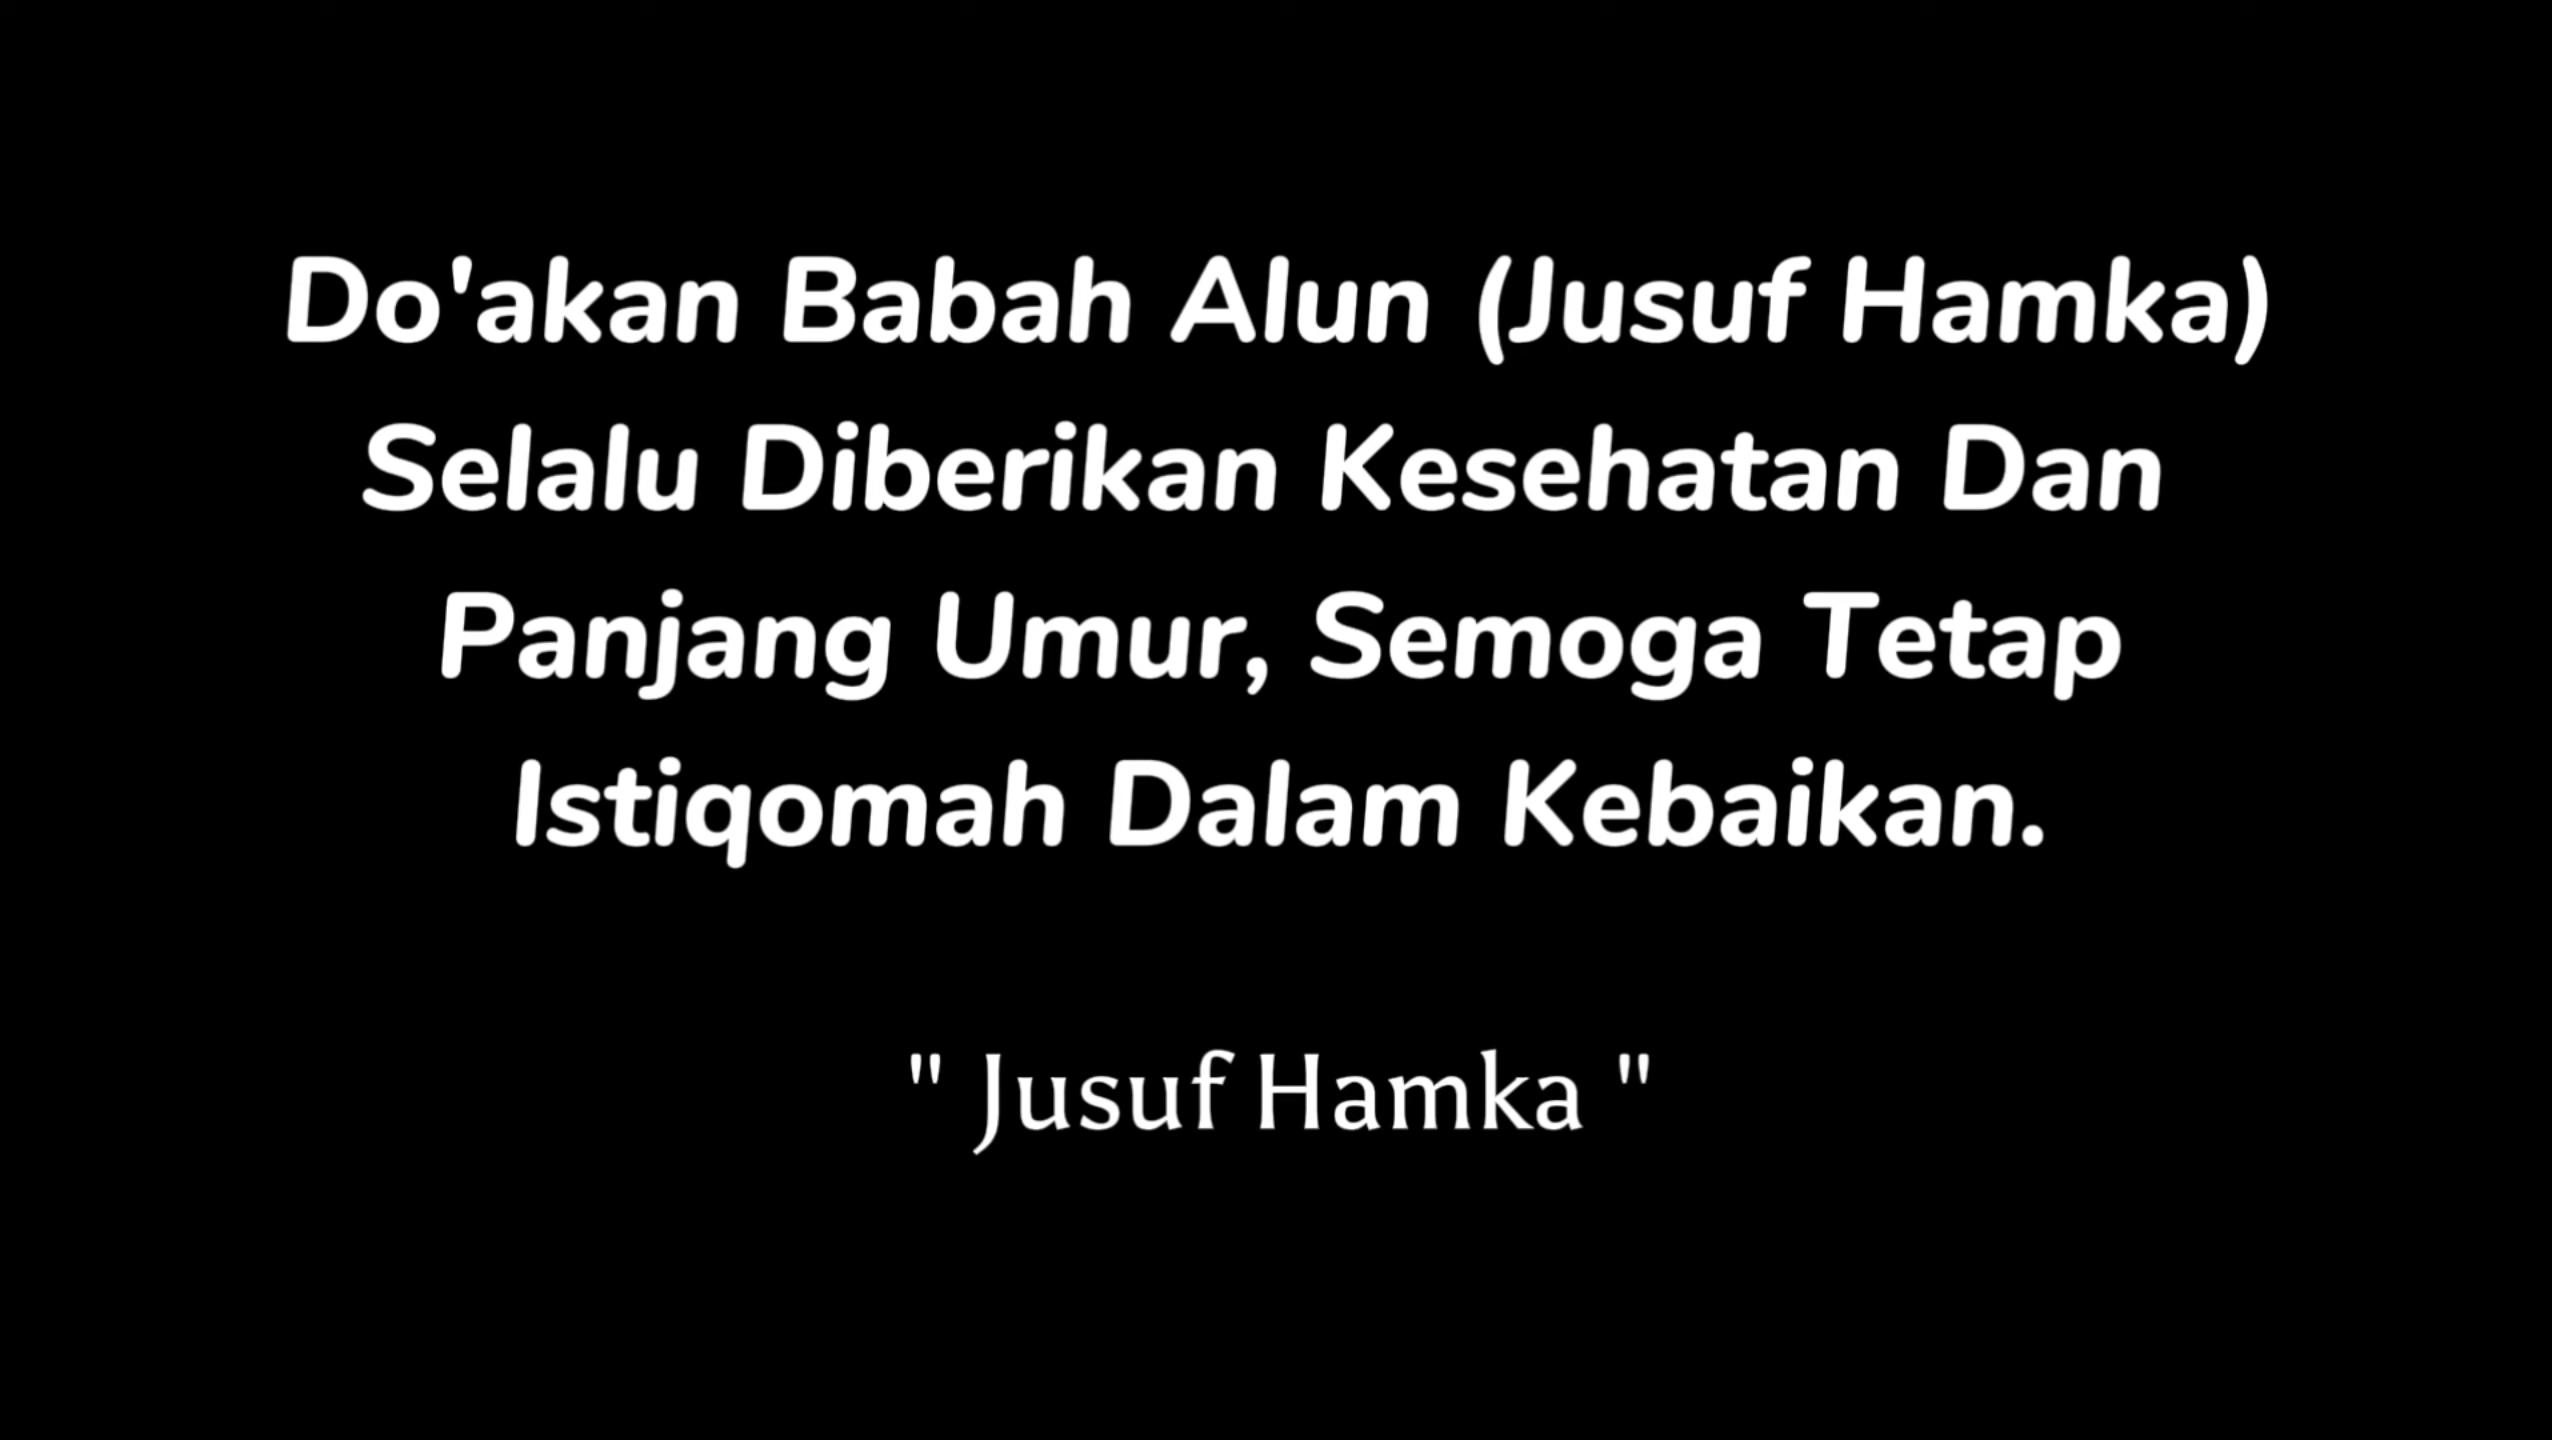 Do'akan Babah Alun (Jusuf Hamka)
Selalu Diberikan Kesehatan Dan
Panjang Umur, Semoga Tetap
Istiqomah Dalam Kebaikan.
" Jusuf Hamka "